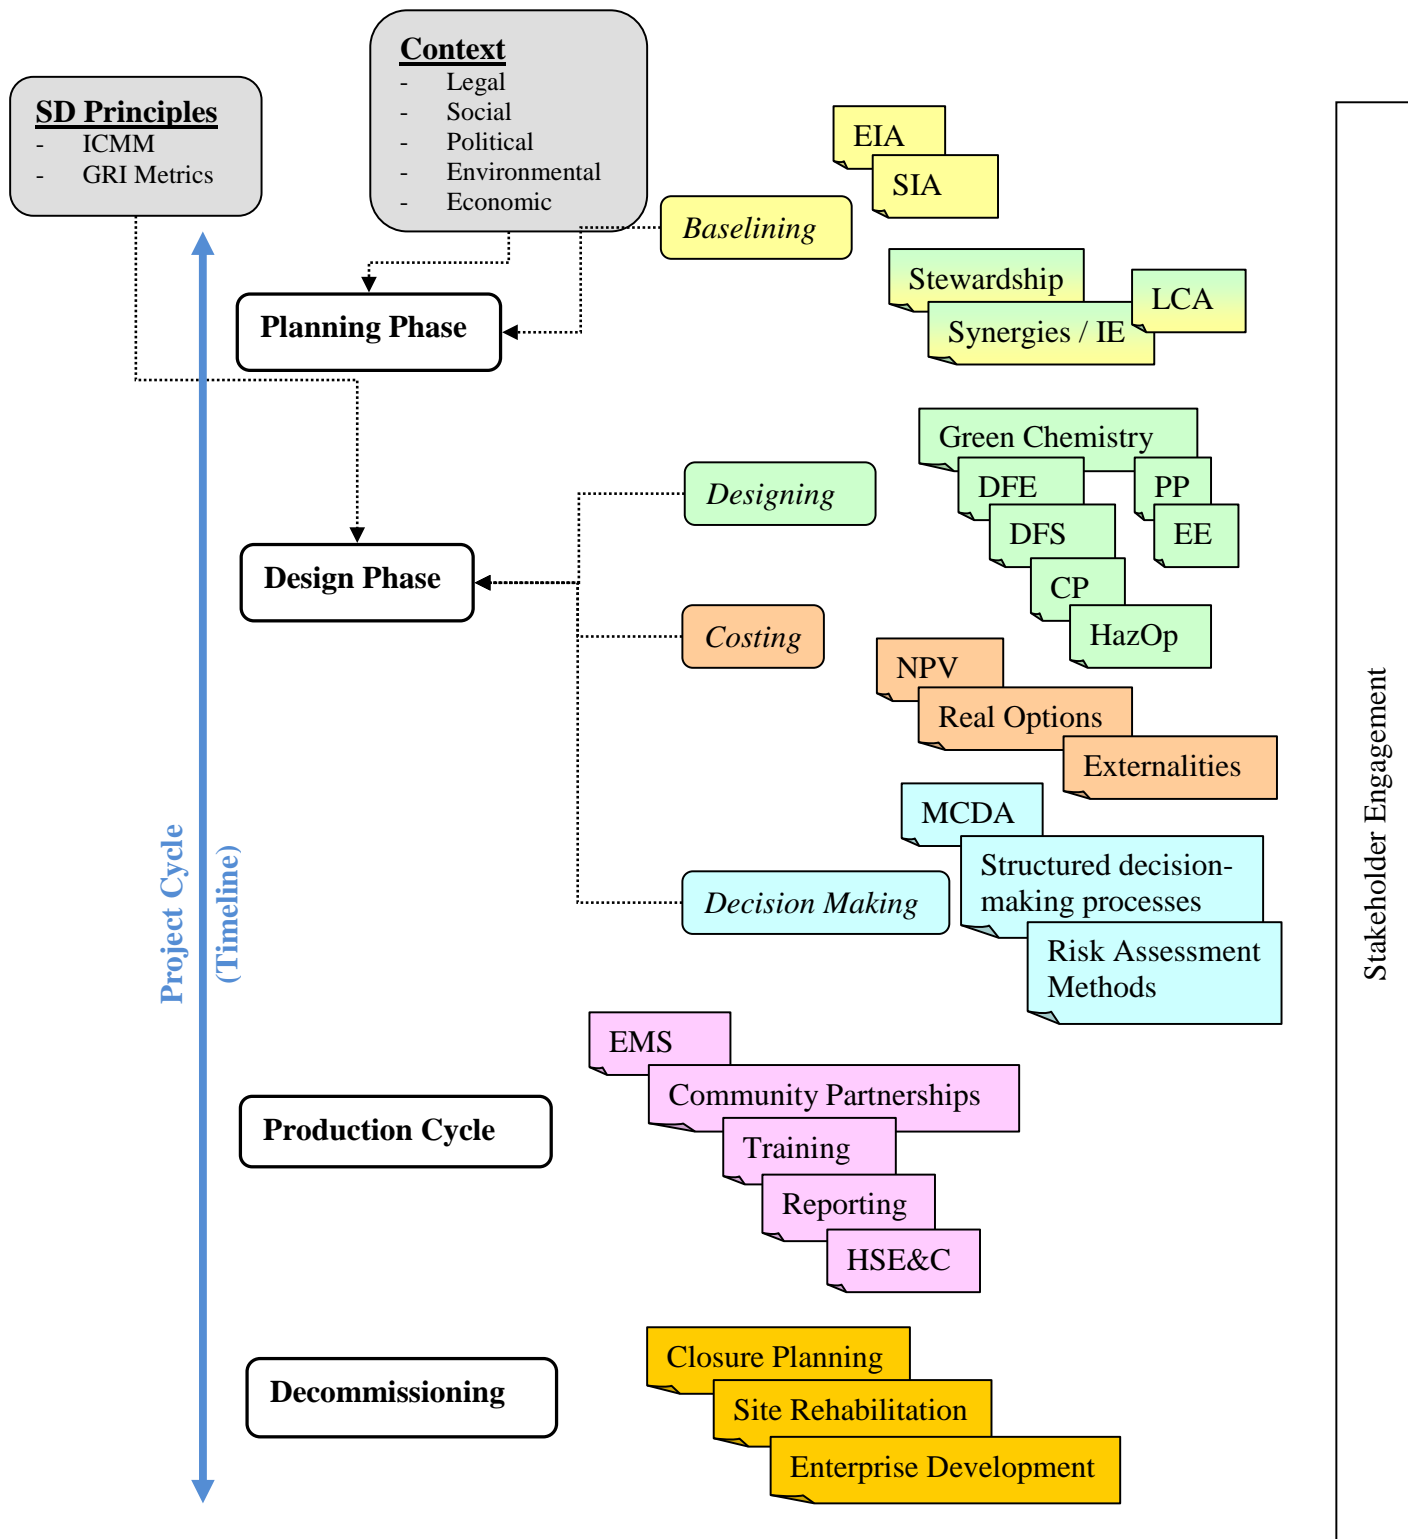 Context
- Legal
- Social
- Political
- Environmental
- Economic
SD Principles
- ICMM
- GRI Metrics
EIA
SIA
Baselining
Stewardship
LCA
Synergies / IE
Planning Phase
Green Chemistry
DFE
PP
Designing
DFS
EE
Design Phase
CP
HazOp
Costing
NPV
Real Options
Externalities
MCDA
Structured decision-
making processes
Decision Making
Risk Assessment
Methods
Project Cycle
(Timeline)
Stakeholder Engagement
EMS
Community Partnerships
Production Cycle
Training
Reporting
HSE&C
Closure Planning
Decommissioning
Site Rehabilitation
Enterprise Development